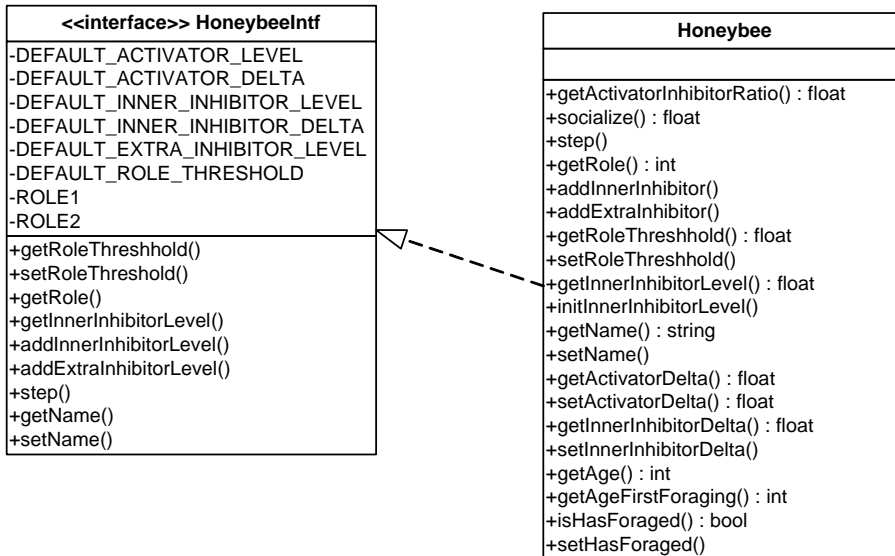 <<interface>> HoneybeeIntf
-DEFAULT_ACTIVATOR_LEVEL
-DEFAULT_ACTIVATOR_DELTA
-DEFAULT_INNER_INHIBITOR_LEVEL
-DEFAULT_INNER_INHIBITOR_DELTA
-DEFAULT_EXTRA_INHIBITOR_LEVEL
-DEFAULT_ROLE_THRESHOLD
-ROLE1
-ROLE2
+getRoleThreshhold()
+setRoleThreshold()
+getRole()
+getInnerInhibitorLevel()
+addInnerInhibitorLevel()
+addExtraInhibitorLevel()
+step()
+getName()
+setName()
Honeybee
+getActivatorInhibitorRatio() : float
+socialize() : float
+step()
+getRole() : int
+addInnerInhibitor()
+addExtraInhibitor()
+getRoleThreshhold() : float
+setRoleThreshhold()
+getInnerInhibitorLevel() : float
+initInnerInhibitorLevel()
+getName() : string
+setName()
+getActivatorDelta() : float
+setActivatorDelta() : float
+getInnerInhibitorDelta() : float
+setInnerInhibitorDelta()
+getAge() : int
+getAgeFirstForaging() : int
+isHasForaged() : bool
+setHasForaged()